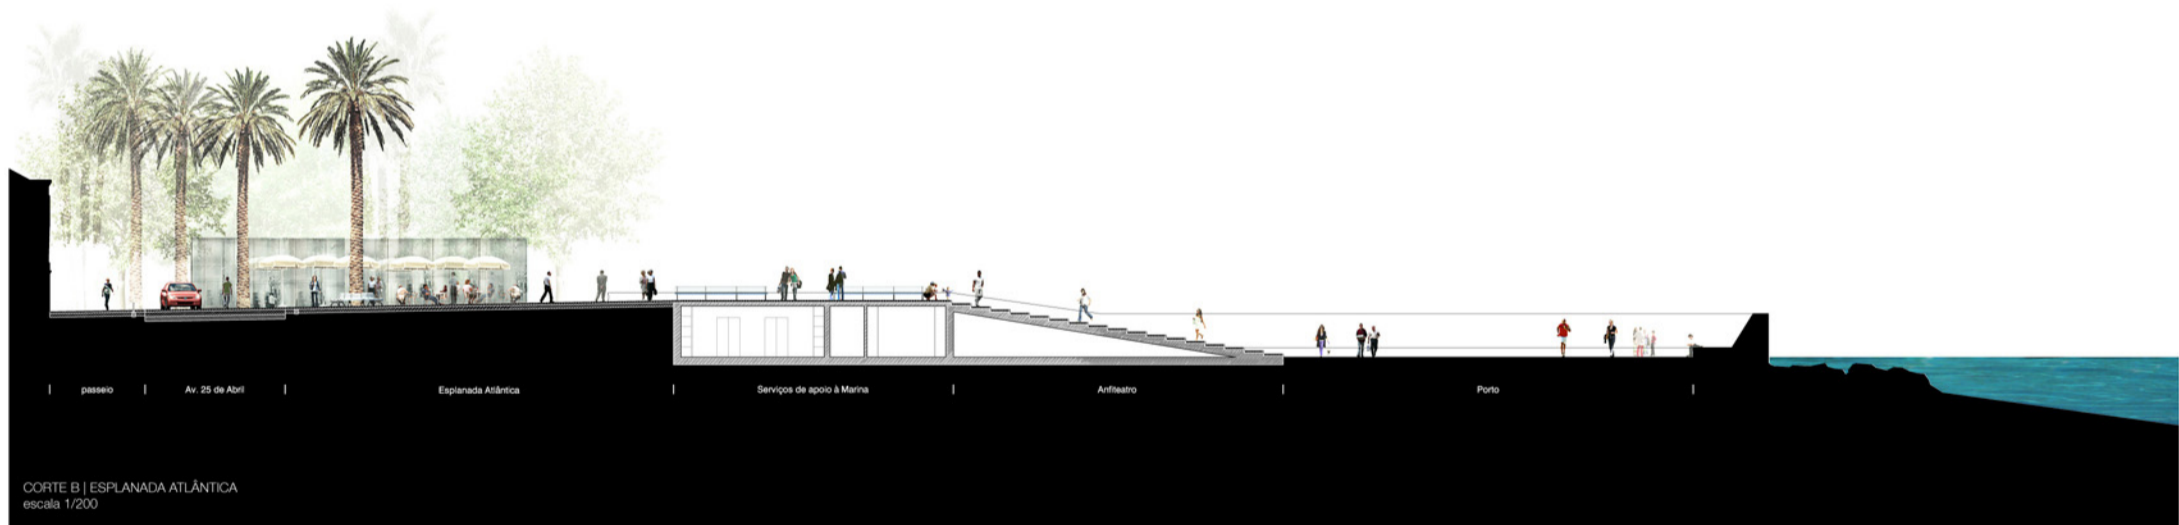 passeio
Av. 25 de Abril
Esplanada Atlântica
Serviços de apoio à Marina
Anfiteatro
Porto
CORTE B | ESPLANADA ATLÂNTICA
escala 1/200